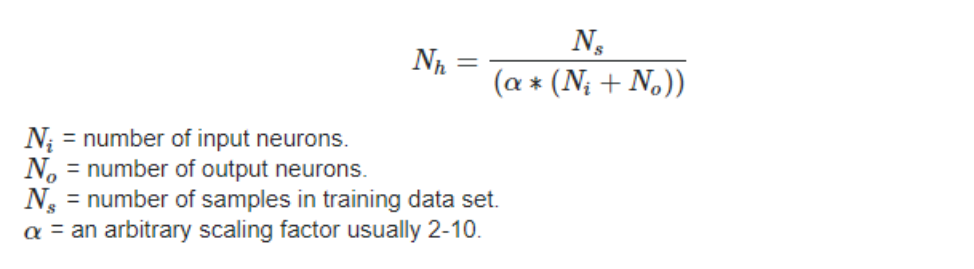 N_h = N_s / (α * (N_i + N_o))
N_i = number of input neurons.
N_o = number of output neurons.
N_s = number of samples in training data set.
α = an arbitrary scaling factor usually 2-10.